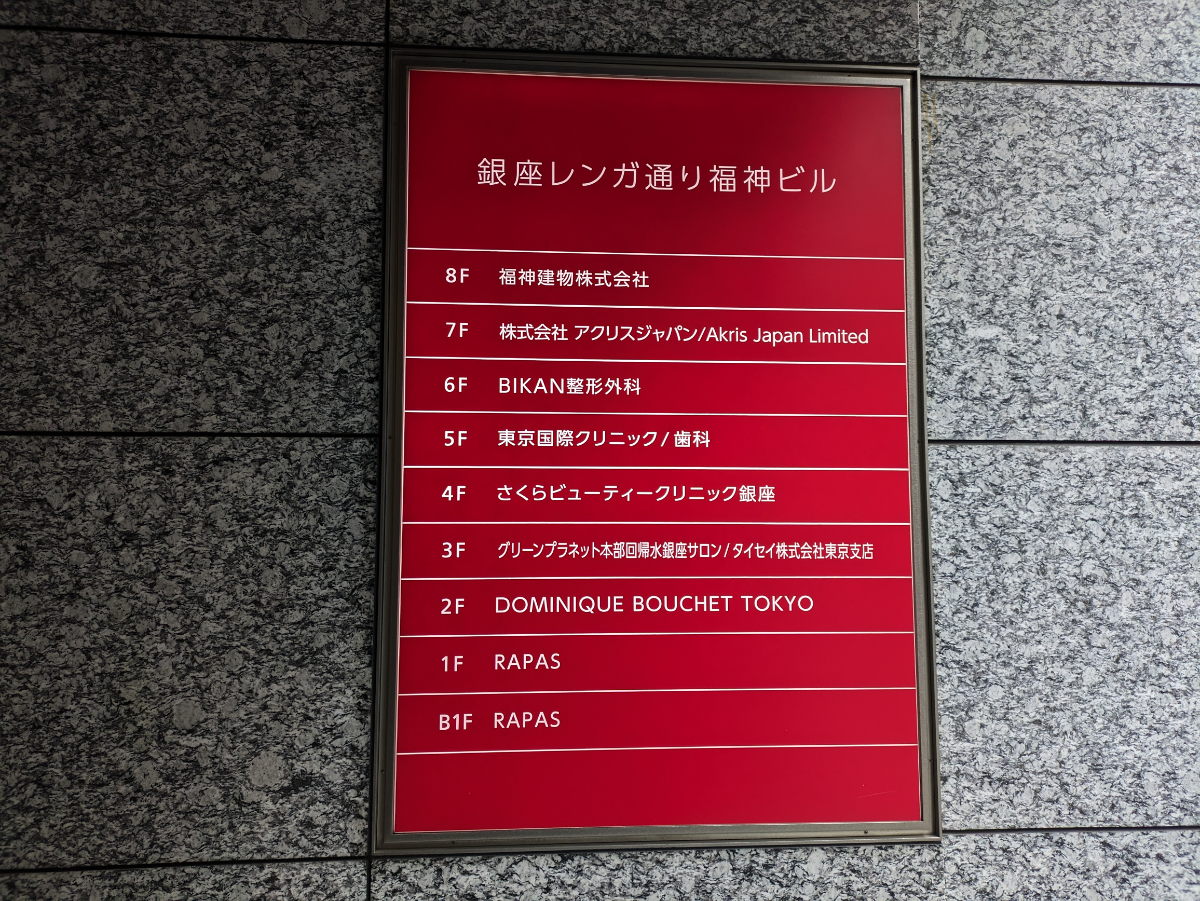 銀座レンガ通り福神ビル
8F 福神建物株式会社
7F 株式会社 アクリスジャパン/Akris Japan Limited
6F BIKAN整形外科
5F 東京国際クリニック/歯科
4F さくらビューティークリニック銀座
3F グリーンプラネット本部回帰水銀座サロン/タイセイ株式会社東京支店
2F DOMINIQUE BOUCHET TOKYO
1F RAPAS
B1F RAPAS